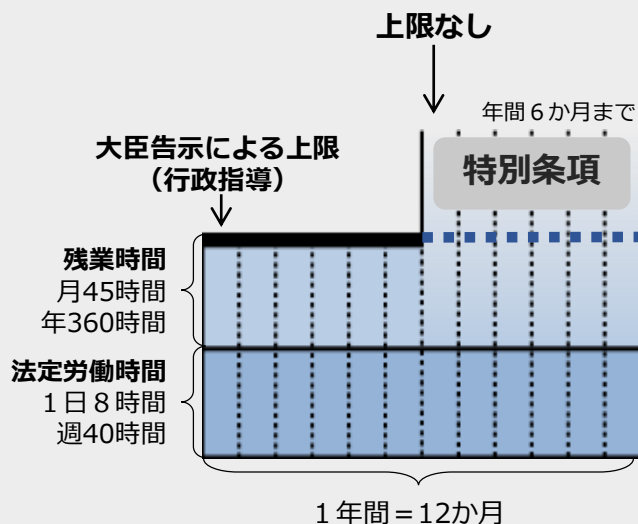 上限なし
年間６か月まで
大臣告示による上限
（行政指導）
特別条項
残業時間
月45時間
年360時間
法定労働時間
１日８時間
週40時間
１年間＝12か月